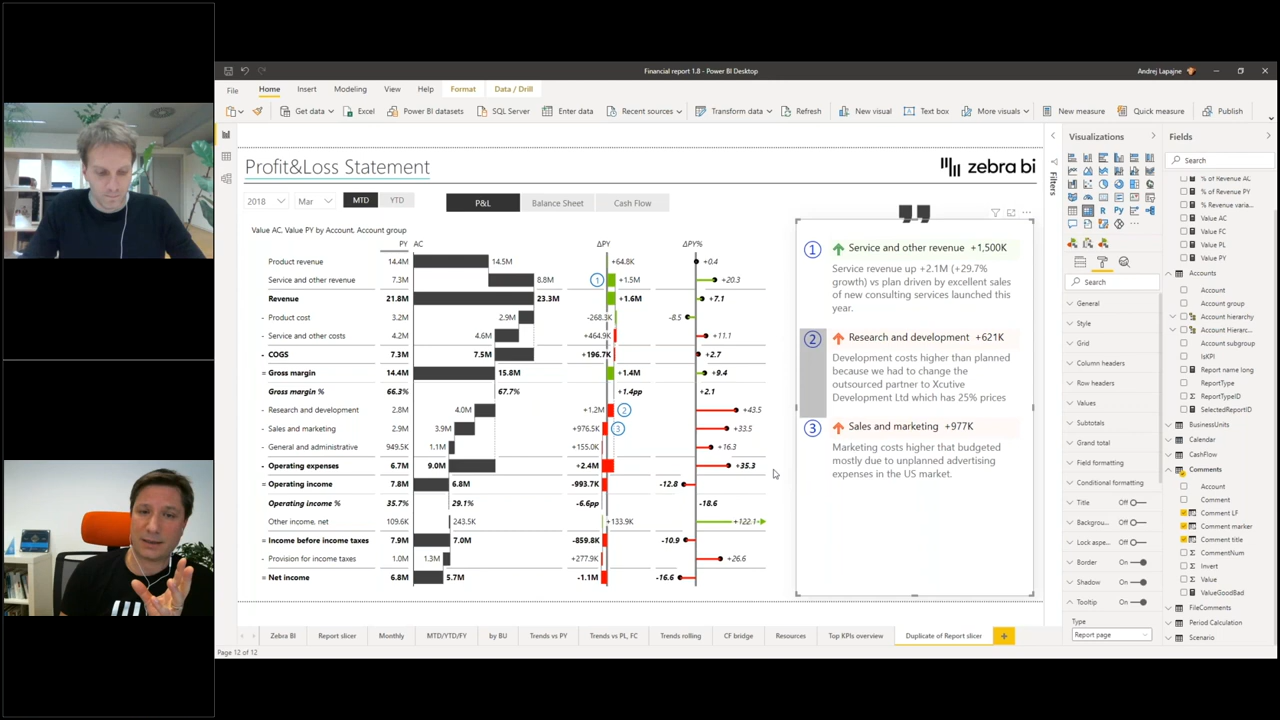 Financial report 1.8 - Power BI Desktop
Andrej Lapajne
File Home Insert Modeling View Help Format Data / Drill
Get data Excel Power BI datasets SQL Server Enter data Recent sources Transform data Refresh New visual Text box More visuals New measure Quick measure Publish
Profit&Loss Statement
zebra bi
2018 Mar MTD YTD
P&L Balance Sheet Cash Flow
Value AC, Value PY by Account, Account group
PY AC ΔPY ΔPY%
Product revenue 14.4M 14.5M +64.8K +0.4
- Service and other revenue 7.3M 8.8M 1 +1.5M +20.3
Revenue 21.8M 23.3M +1.6M +7.1
- Product cost 3.2M 2.9M -268.3K -8.5
- Service and other costs 4.6M +464.9K +11.1
- COGS 7.3M 7.5M +196.7K +2.7
= Gross margin 14.4M 15.8M +1.4M +9.4
Gross margin % 66.3% 67.7% +1.4pp +2.1
- Research and development 2.8M 4.0M +1.2M 2 +43.5
- Sales and marketing 2.9M 3.9M +976.5K 3 +33.5
- General and administrative 949.5K 1.1M +155.0K +16.3
- Operating expenses 6.7M 9.0M +2.4M +35.3
= Operating income 7.8M 6.8M -993.7K -12.8
Operating income % 35.7% 29.1% -6.6pp -18.6
Other income, net 109.6K 243.5K +133.9K +122.1
= Income before income taxes 7.9M 7.0M -859.8K -10.9
- Provision for income taxes 1.0M 1.3M +277.9K +26.6
= Net income 6.8M 5.7M -1.1M -16.6
1 Service and other revenue +1,500K
Service revenue up +2.1M (+29.7%
growth) vs plan driven by excellent sales
of new consulting services launched this
year.
2 Research and development +621K
Development costs higher than planned
because we had to change the
outsourced partner to Xcutive
Development Ltd which has 25% prices
3 Sales and marketing +977K
Marketing costs higher that budgeted
mostly due to unplanned advertising
expenses in the US market.
Filters
Visualizations
Search
General
Style
Grid
Column headers
Row headers
Values
Subtotals
Grand total
Field formatting
Conditional formatting
Title Off
Backgrou... Off
Lock aspe... Off
Border On
Shadow On
Tooltip On
Type
Report page
Fields
Search
% of Revenue AC
% of Revenue PY
% Revenue varia...
Value AC
Value FC
Value PL
Value PY
Accounts
Account
Account group
Account hierarchy
Account Hierarc...
Account subgroup
IsKPI
Report name long
ReportType
ReportTypeID
SelectedReportID
BusinessUnits
Calendar
CashFlow
Comments
Account
Comment
Comment LF
Comment marker
Comment title
CommentNum
Invert
Value
ValueGoodBad
FileComments
Period Calculation
Scenario
Zebra BI Report slicer Monthly MTD/YTD/FY by BU Trends vs PY Trends vs PL, FC Trends rolling CF bridge Resources Top KPIs overview Duplicate of Report slicer
Page 12 of 12